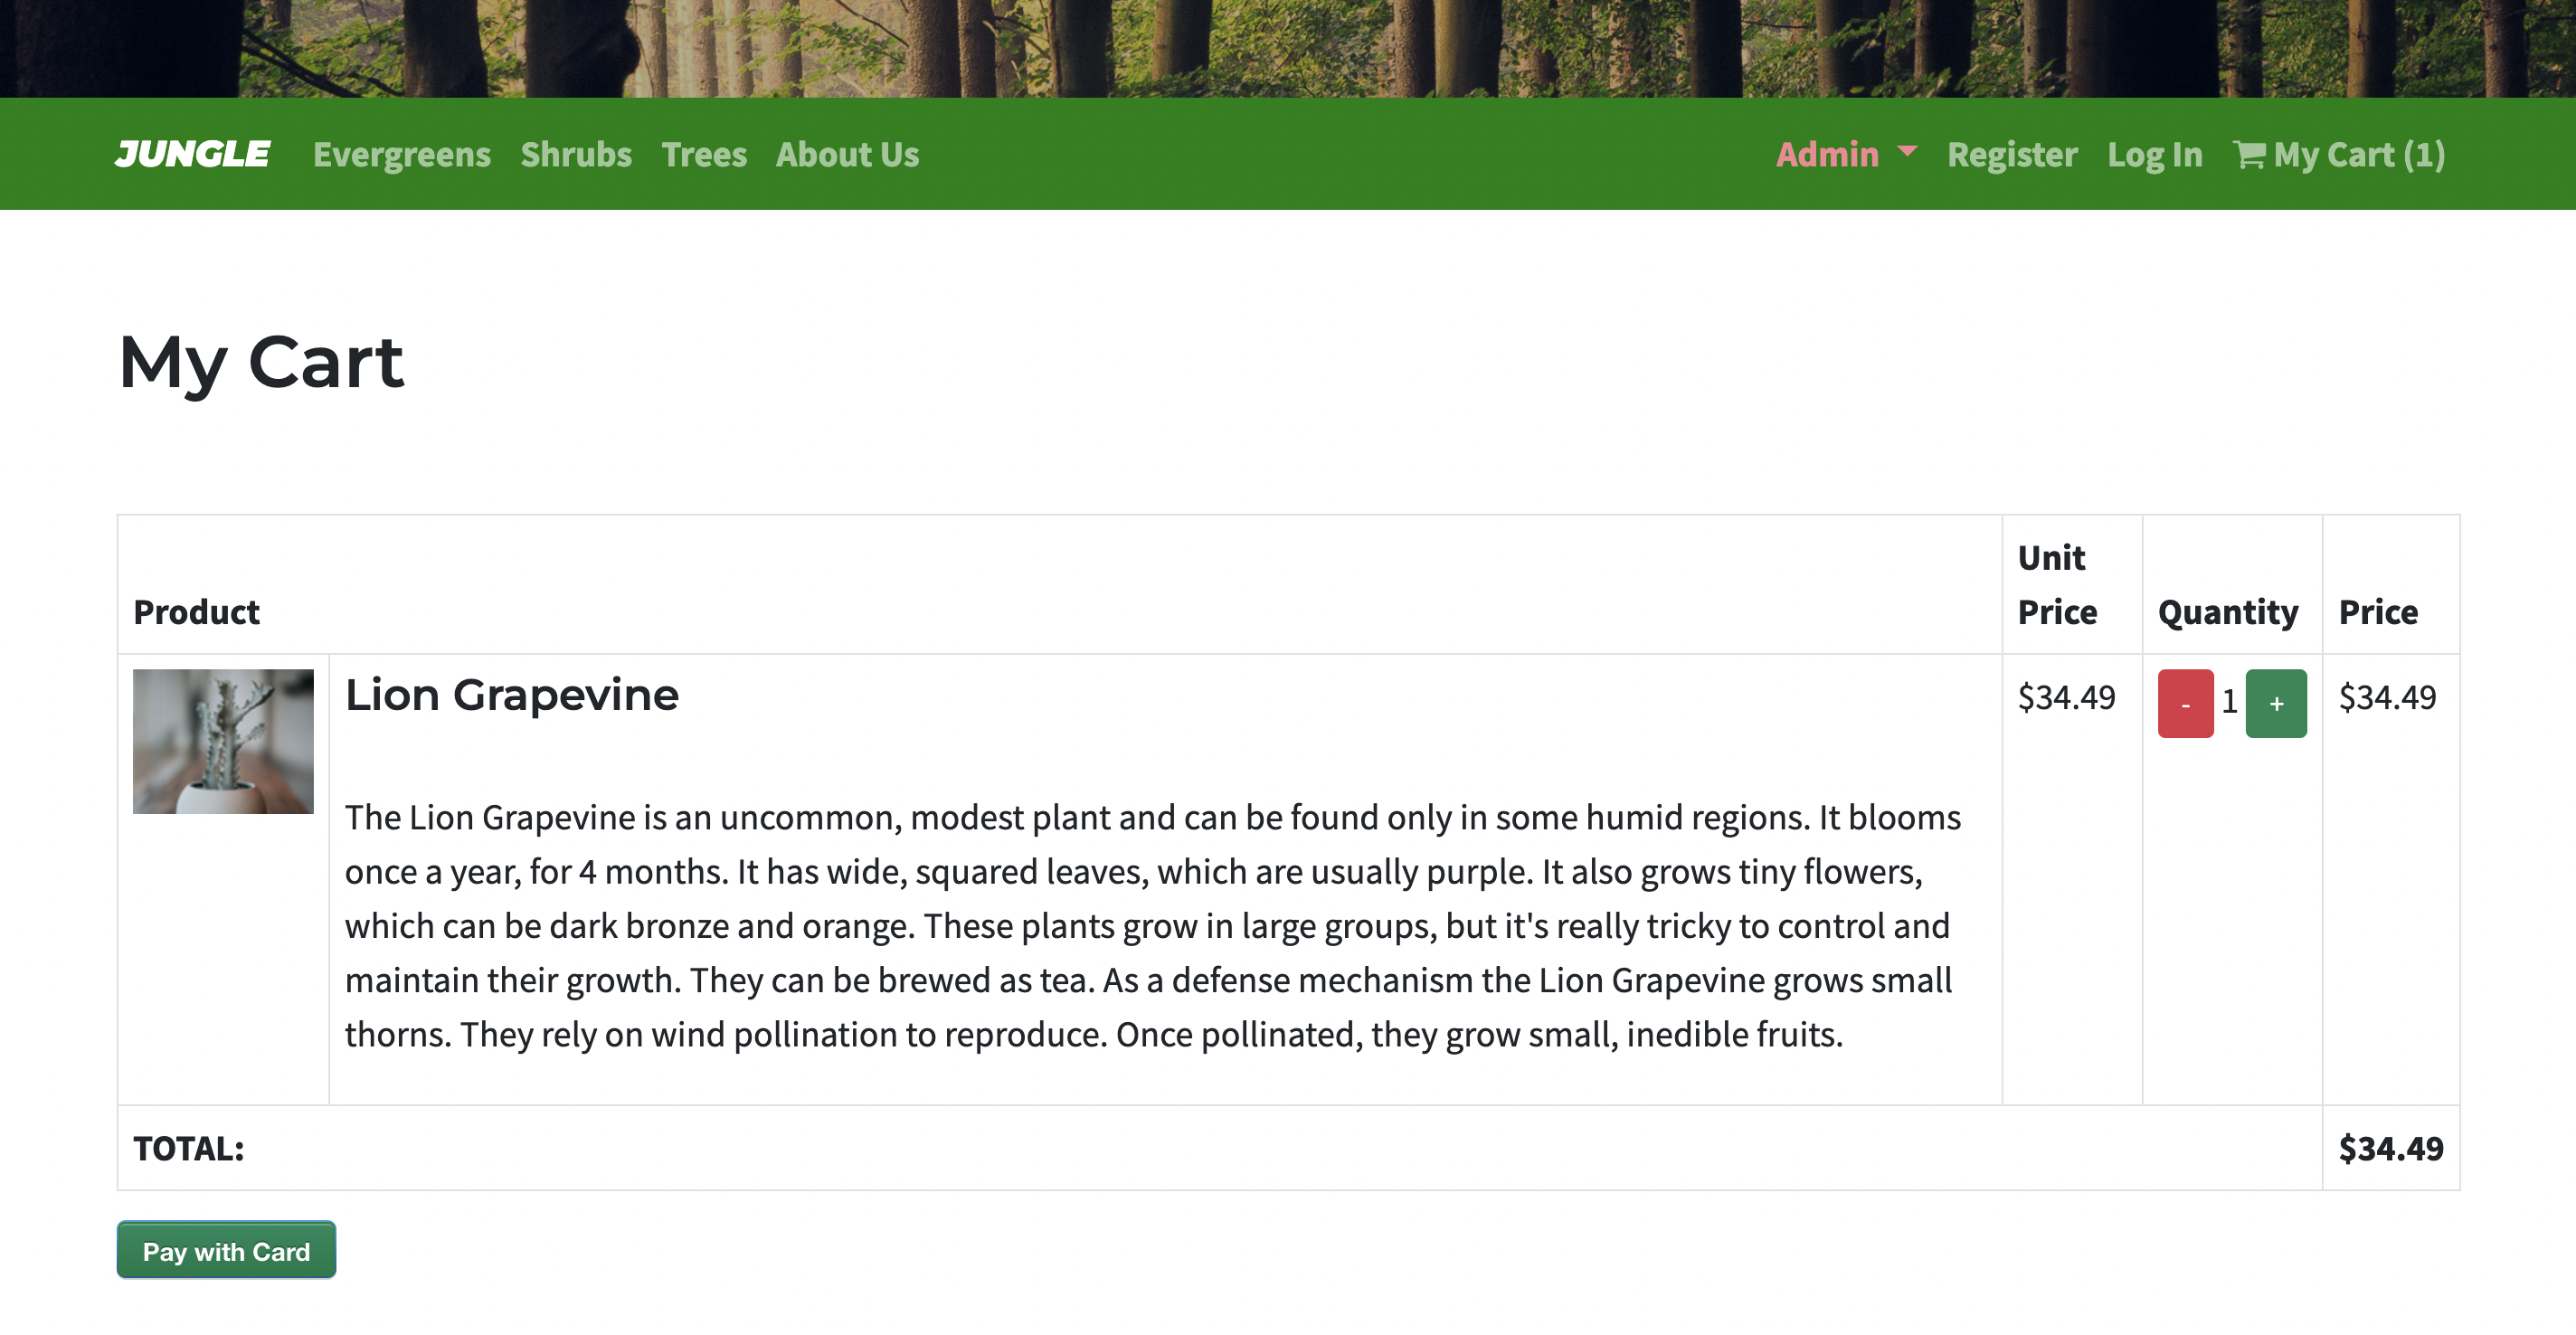 JUNGLE Evergreens Shrubs Trees About Us Admin Register Log In My Cart (1)
My Cart
Product Unit Price Quantity Price
Lion Grapevine $34.49 - 1 + $34.49
The Lion Grapevine is an uncommon, modest plant and can be found only in some humid regions. It blooms
once a year, for 4 months. It has wide, squared leaves, which are usually purple. It also grows tiny flowers,
which can be dark bronze and orange. These plants grow in large groups, but it's really tricky to control and
maintain their growth. They can be brewed as tea. As a defense mechanism the Lion Grapevine grows small
thorns. They rely on wind pollination to reproduce. Once pollinated, they grow small, inedible fruits.
TOTAL: $34.49
Pay with Card